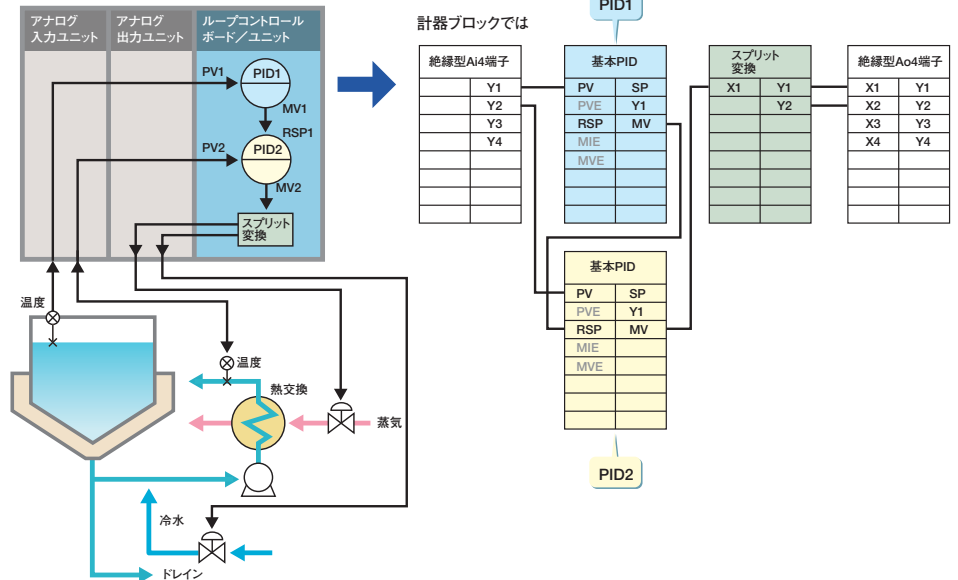 アナログ
入力ユニット
アナログ
出力ユニット
ループコントロール
ボード／ユニット
PV1
PID1
MV1
RSP1
PV2
PID2
MV2
スプリット
変換
温度
温度
熱交換
蒸気
冷水
ドレイン
計器ブロックでは
PID1
絶縁型Ai4端子
Y1
Y2
Y3
Y4
基本PID
PV SP
PVE Y1
RSP MV
MIE
MVE
スプリット
変換
X1 Y1
Y2
絶縁型Ao4端子
X1 Y1
X2 Y2
X3 Y3
X4 Y4
基本PID
PV SP
PVE Y1
RSP MV
MIE
MVE
PID2